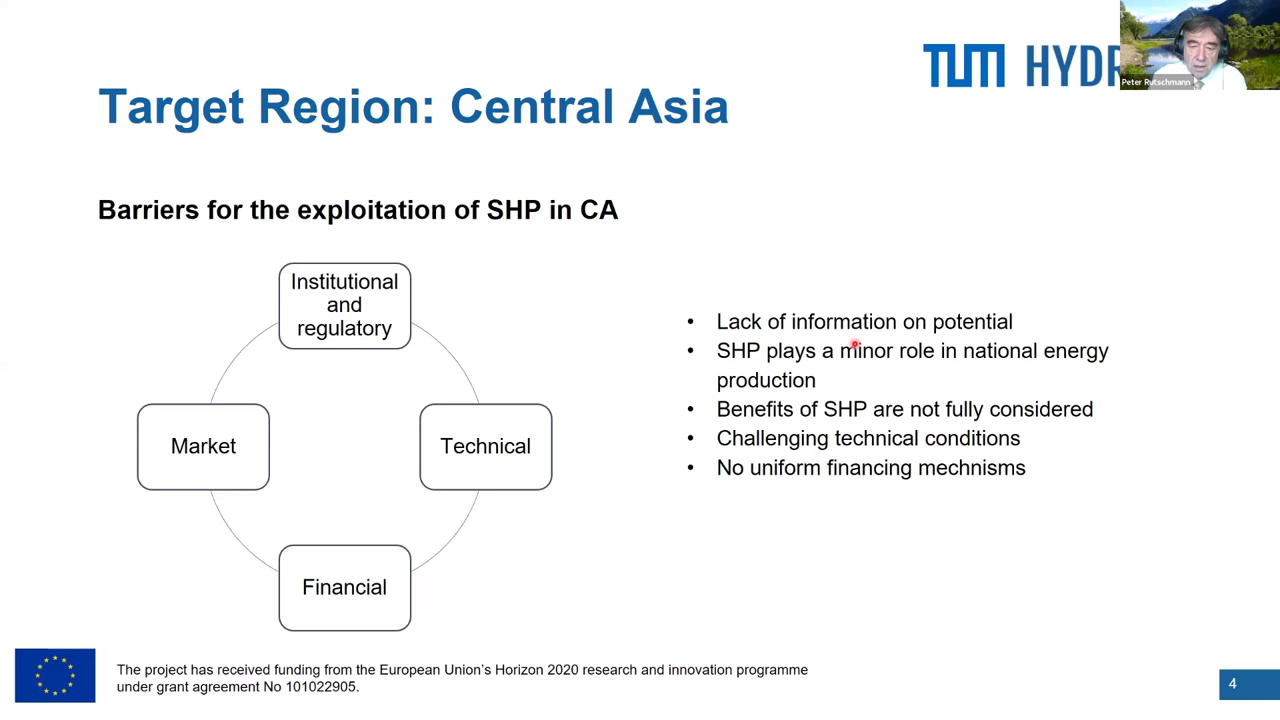 TUM HYDR
Peter Rutschmann
Target Region: Central Asia
Barriers for the exploitation of SHP in CA
Institutional
and
regulatory
Market
Technical
Financial
• Lack of information on potential
• SHP plays a minor role in national energy
production
• Benefits of SHP are not fully considered
• Challenging technical conditions
• No uniform financing mechnisms
The project has received funding from the European Union's Horizon 2020 research and innovation programme
under grant agreement No 101022905.
4